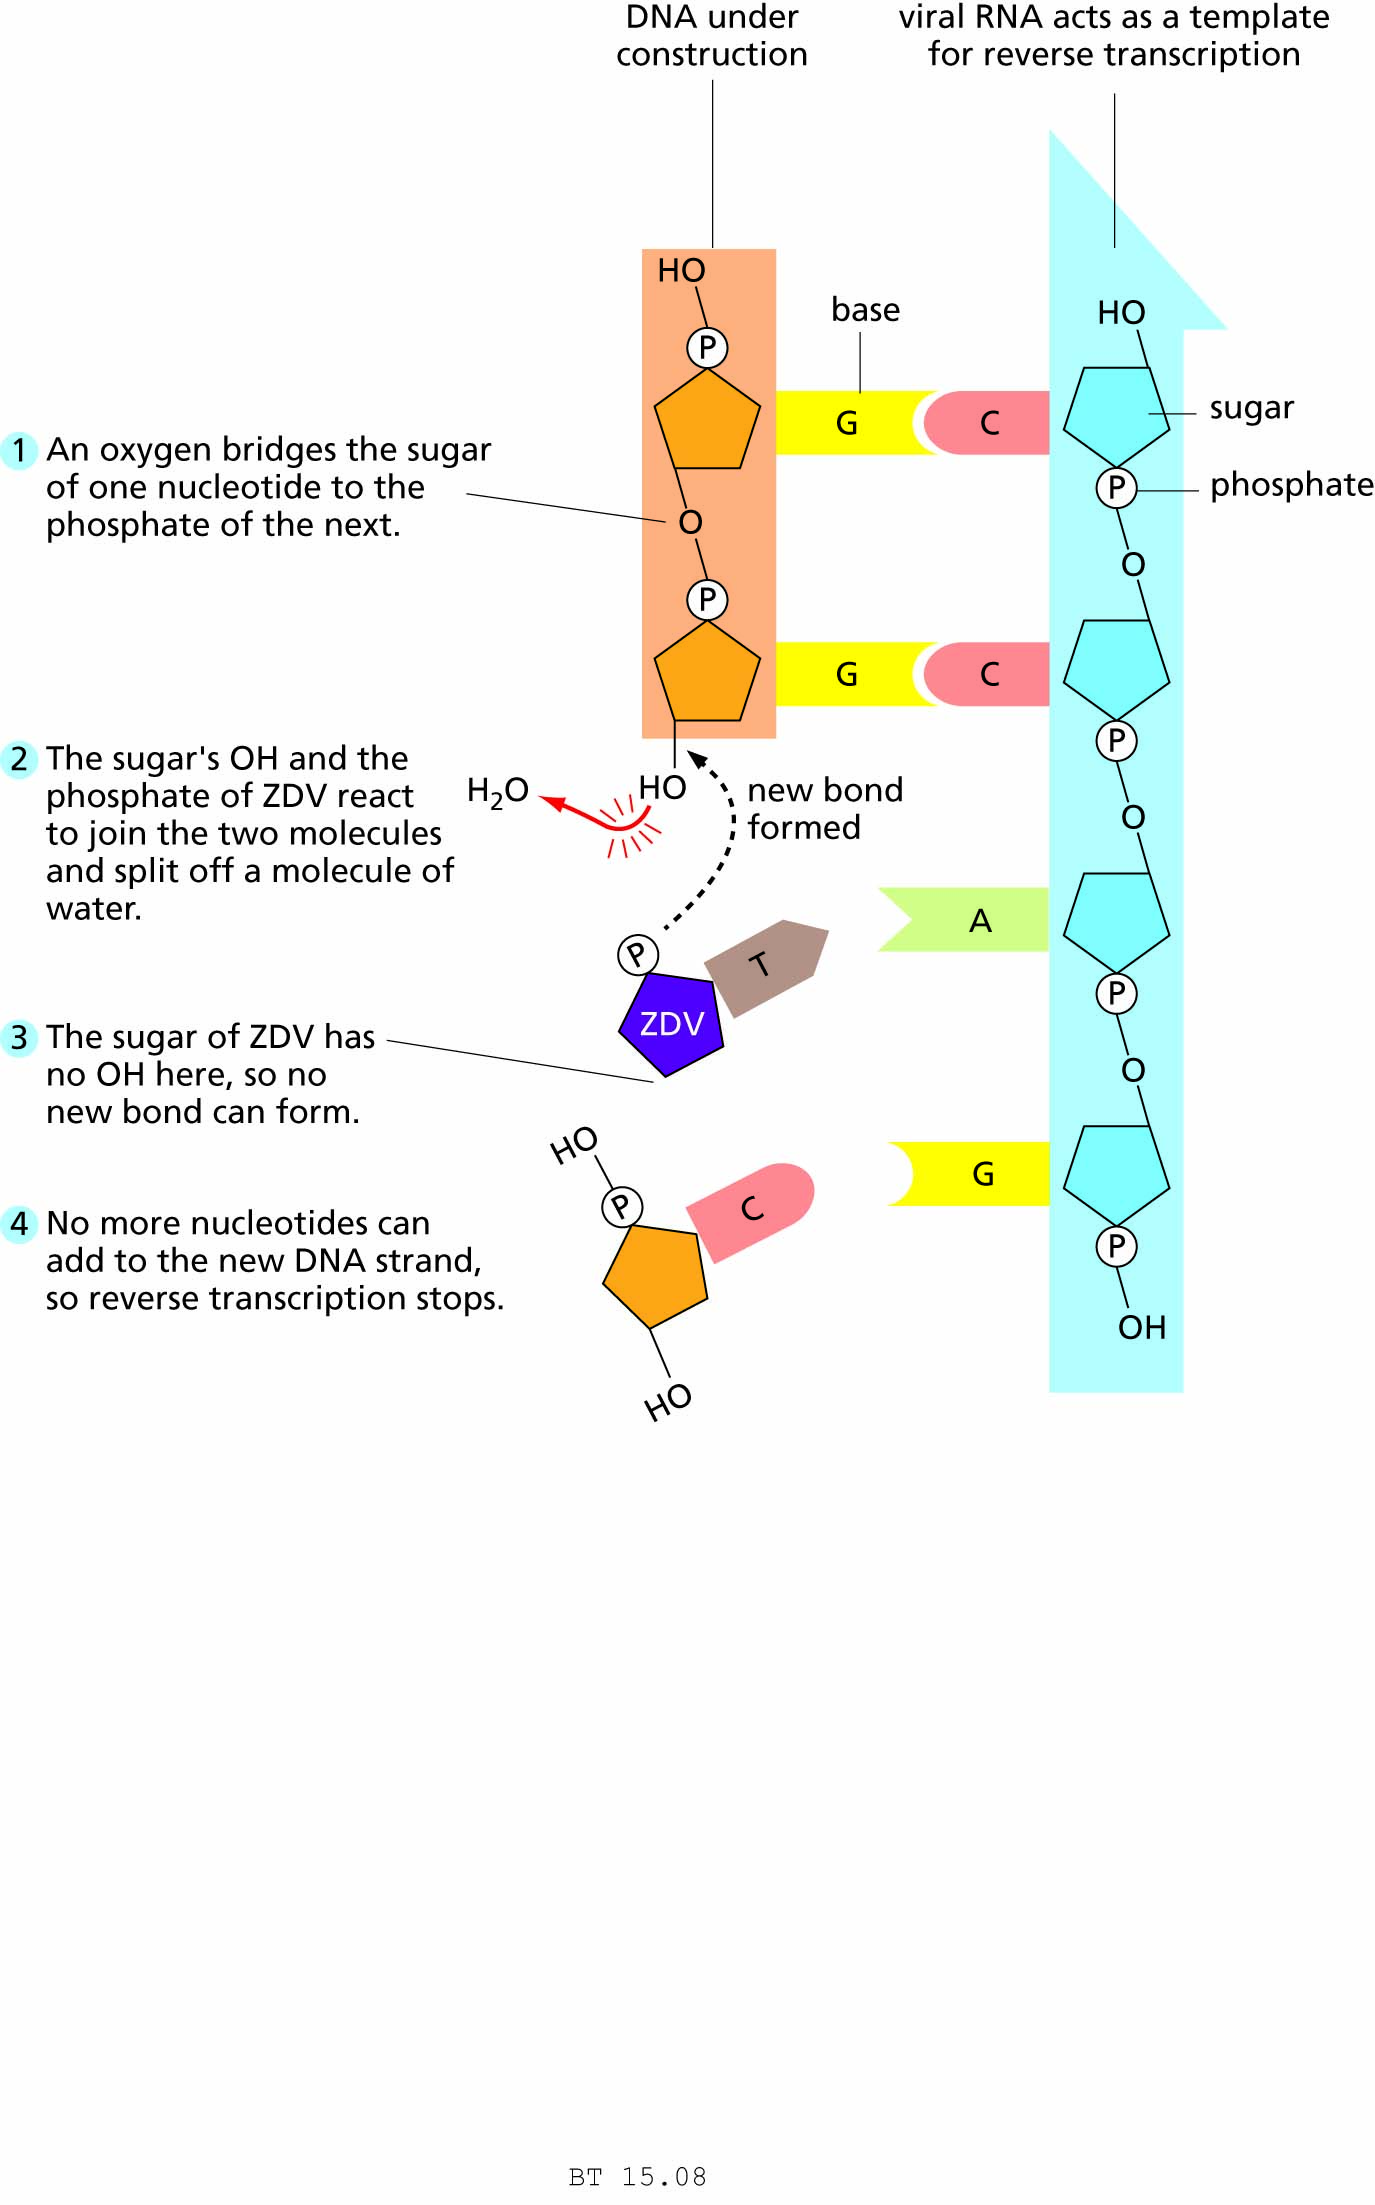 DNA under
construction
viral RNA acts as a template
for reverse transcription
HO
P
base
HO
G
C
sugar
1 An oxygen bridges the sugar
of one nucleotide to the
phosphate of the next.
P
phosphate
O
O
P
G
C
2 The sugar's OH and the
phosphate of ZDV react
to join the two molecules
and split off a molecule of
water.
P
H2O
HO
new bond
formed
O
P
T
A
ZDV
P
3 The sugar of ZDV has
no OH here, so no
new bond can form.
O
HO
P
C
G
4 No more nucleotides can
add to the new DNA strand,
so reverse transcription stops.
P
OH
HO
BT 15.08